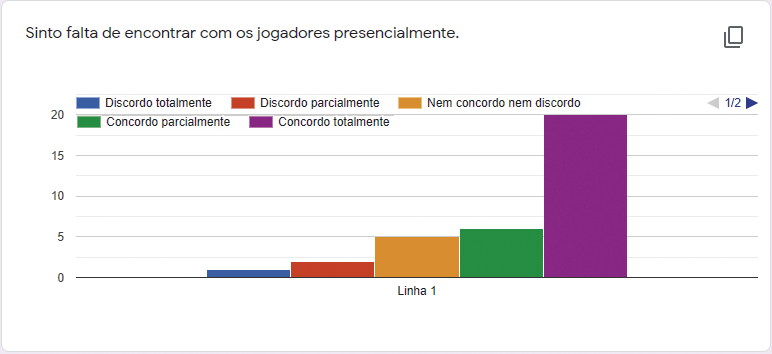 Sinto falta de encontrar com os jogadores presencialmente.
Discordo totalmente Discordo parcialmente Nem concordo nem discordo 1/2
Concordo parcialmente Concordo totalmente
20
15
10
5
0
Linha 1